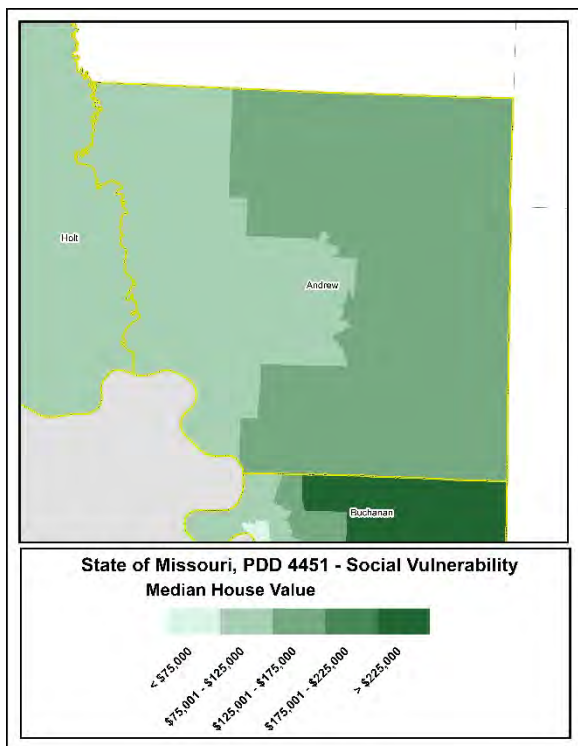 Holt
Andrew
Buchanan
State of Missouri, PDD 4451 - Social Vulnerability
Median House Value
< $75,000
$75,001 - $125,000
$125,001 - $175,000
$175,001 - $225,000
> $225,000